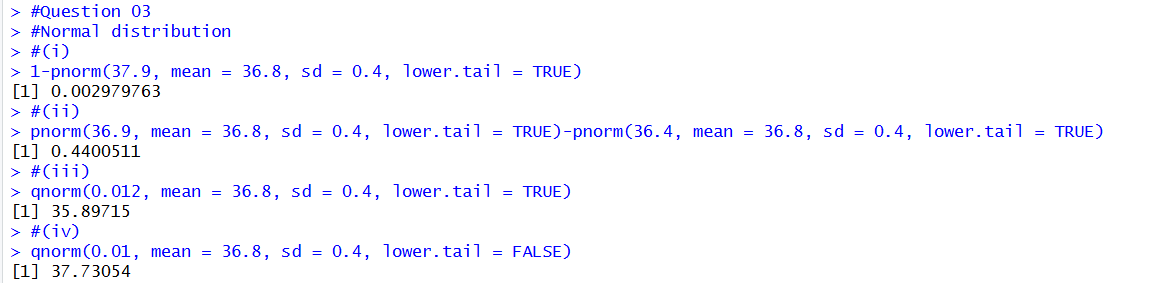 > #Question 03
> #Normal distribution
> #(i)
> 1-pnorm(37.9, mean = 36.8, sd = 0.4, lower.tail = TRUE)
[1] 0.002979763
> #(ii)
> pnorm(36.9, mean = 36.8, sd = 0.4, lower.tail = TRUE)-pnorm(36.4, mean = 36.8, sd = 0.4, lower.tail = TRUE)
[1] 0.4400511
> #(iii)
> qnorm(0.012, mean = 36.8, sd = 0.4, lower.tail = TRUE)
[1] 35.89715
> #(iv)
> qnorm(0.01, mean = 36.8, sd = 0.4, lower.tail = FALSE)
[1] 37.73054